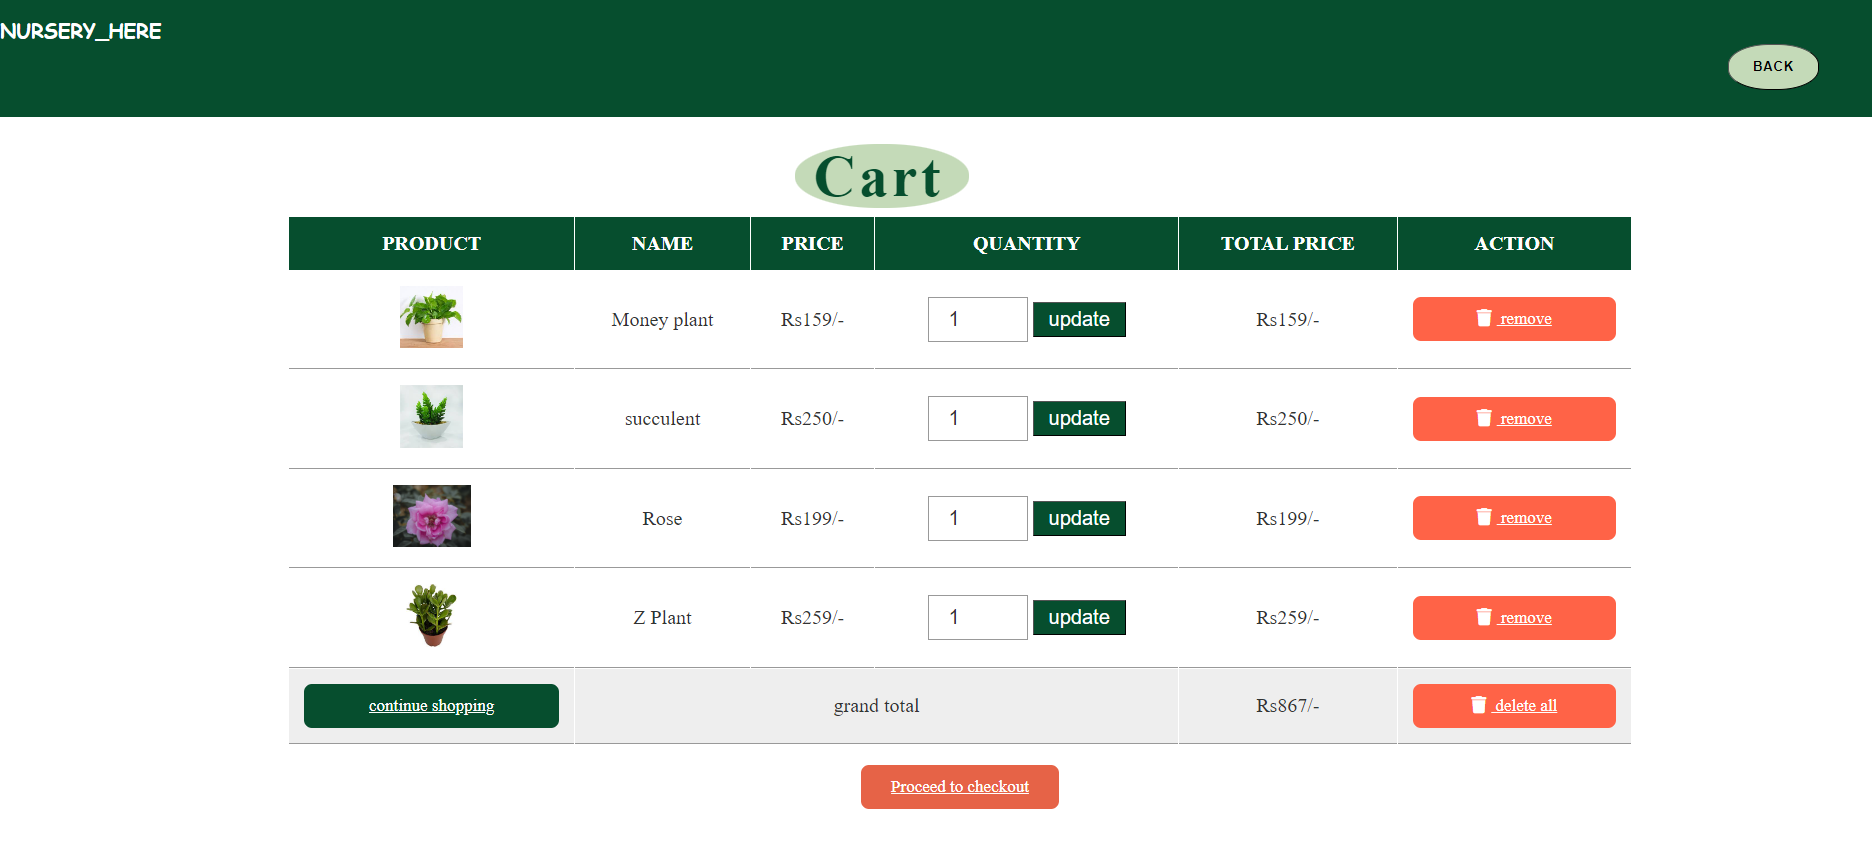 NURSERY_HERE
BACK
Cart
PRODUCT NAME PRICE QUANTITY TOTAL PRICE ACTION
Money plant Rs159/- 1 update Rs159/- remove
succulent Rs250/- 1 update Rs250/- remove
Rose Rs199/- 1 update Rs199/- remove
Z Plant Rs259/- 1 update Rs259/- remove
continue shopping grand total Rs867/- delete all
Proceed to checkout